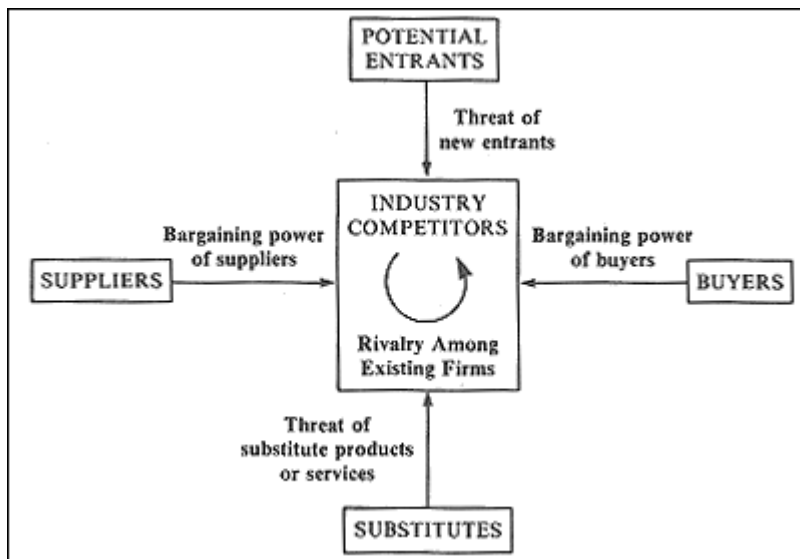 POTENTIAL
ENTRANTS
Threat of
new entrants
INDUSTRY
COMPETITORS
Bargaining power
of suppliers
Bargaining power
of buyers
SUPPLIERS
BUYERS
Rivalry Among
Existing Firms
Threat of
substitute products
or services
SUBSTITUTES